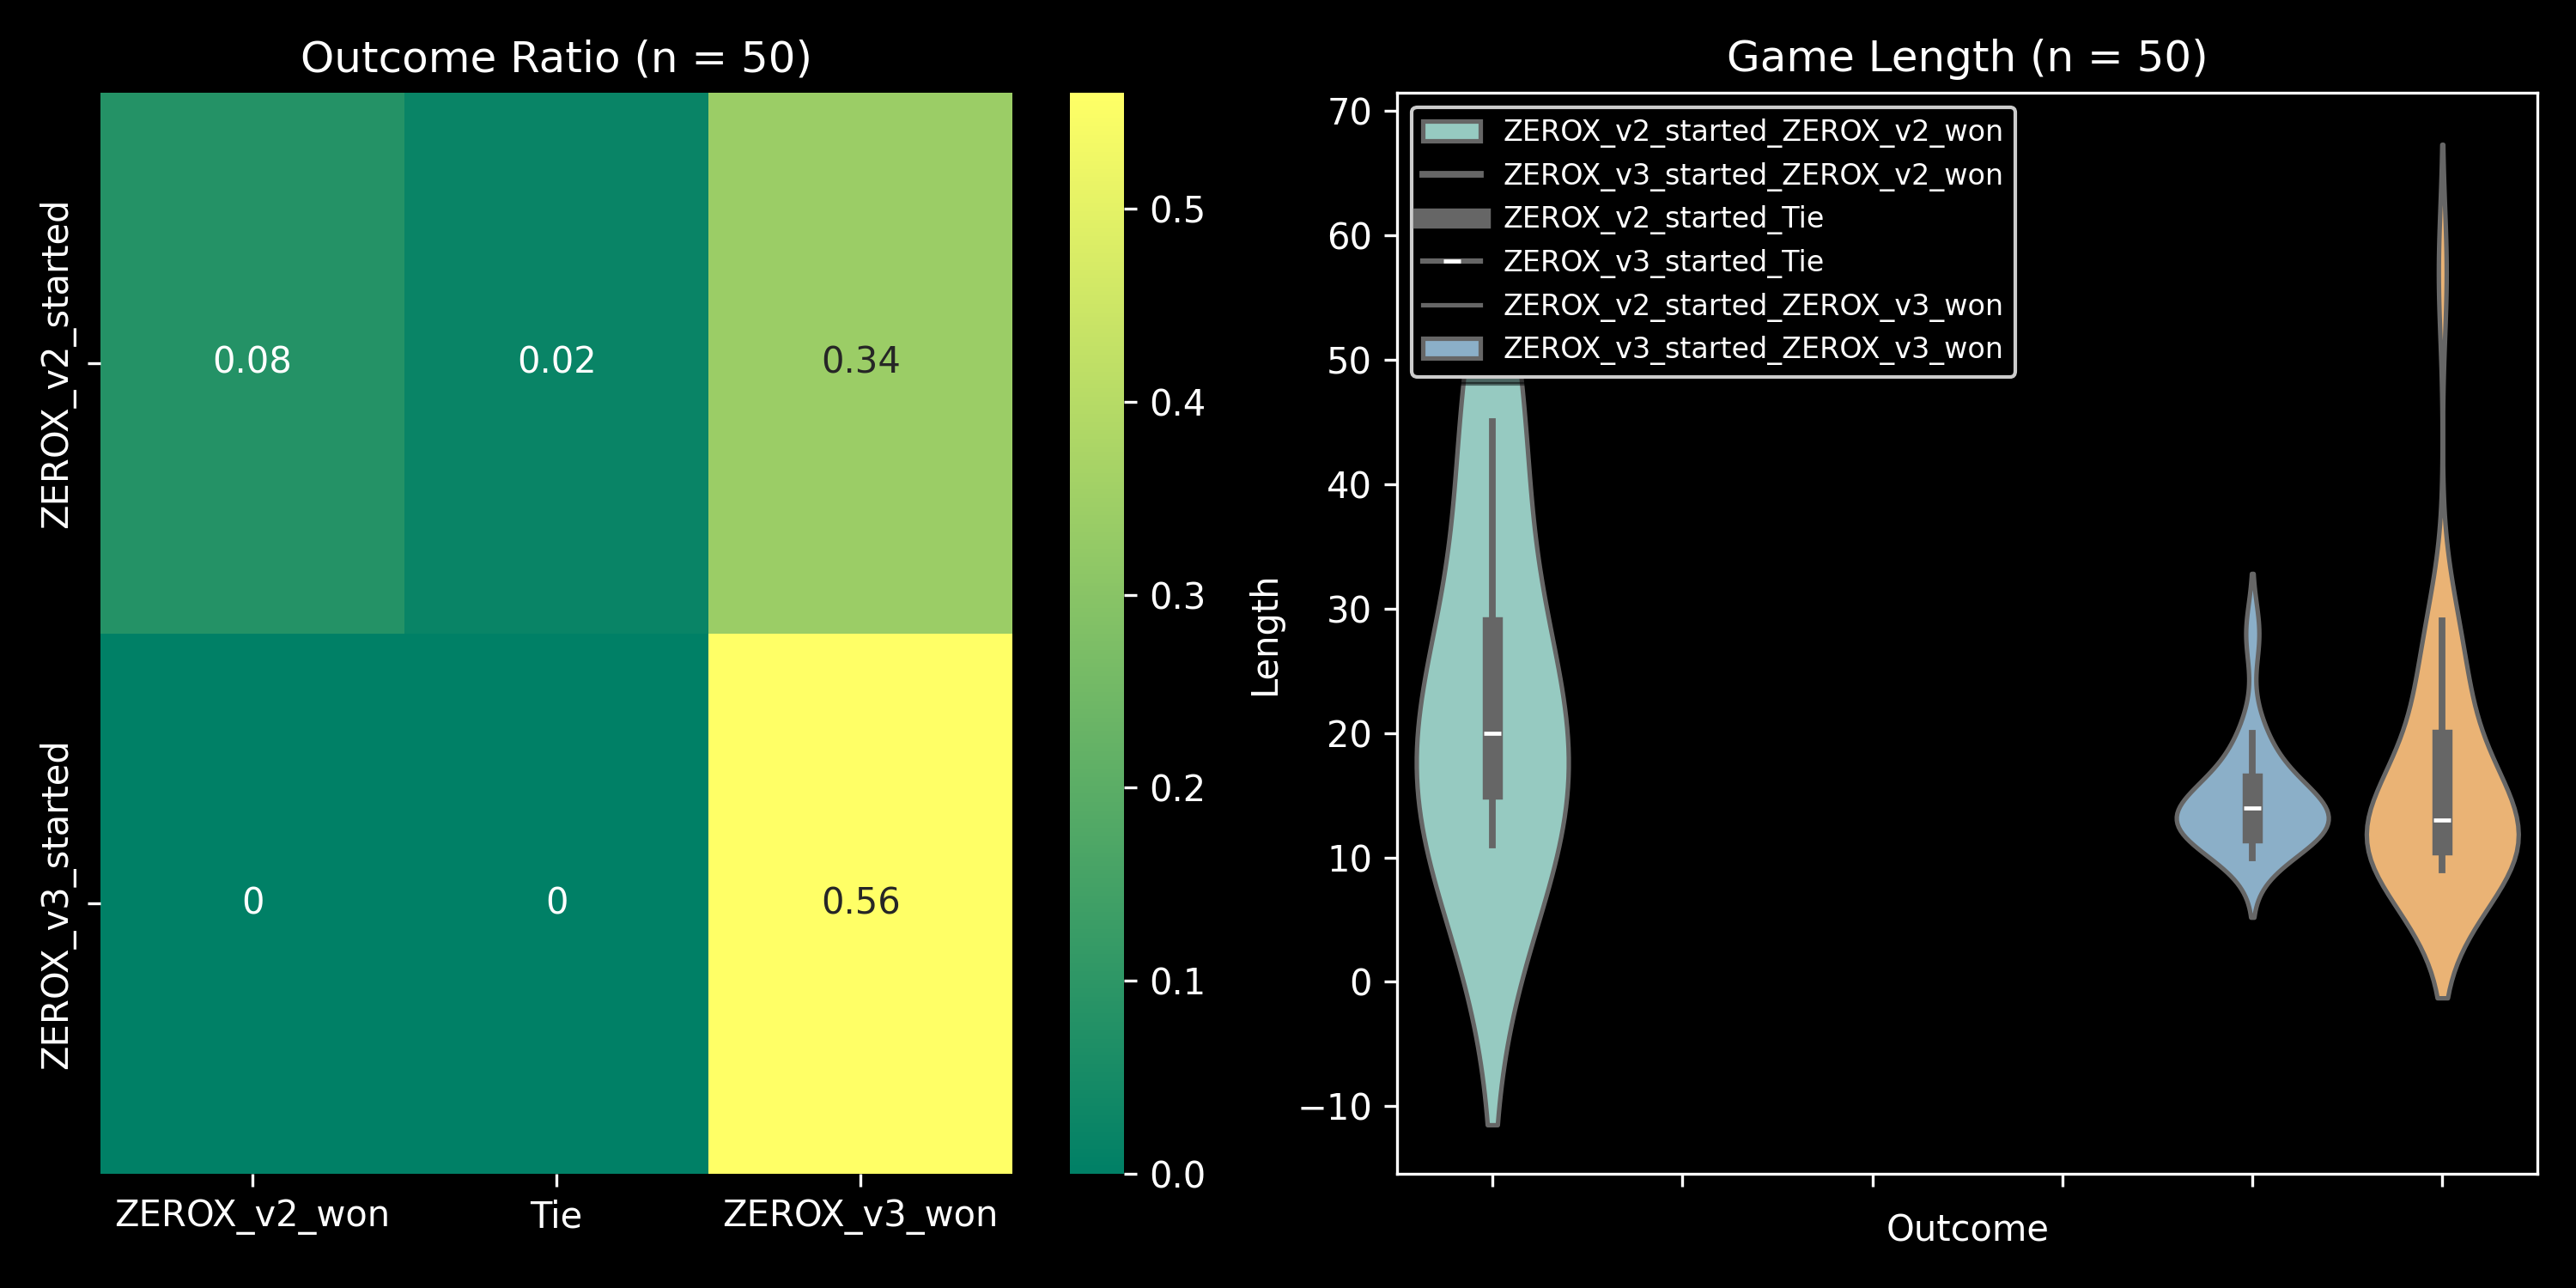 Outcome Ratio (n = 50)
ZEROX_v2_started
ZEROX_v3_started
0.08
0.02
0.34
0
0
0.56
ZEROX_v2_won
Tie
ZEROX_v3_won
0.5
0.4
0.3
0.2
0.1
0.0
Game Length (n = 50)
Length
70
60
50
40
30
20
10
0
−10
ZEROX_v2_started_ZEROX_v2_won
ZEROX_v3_started_ZEROX_v2_won
ZEROX_v2_started_Tie
ZEROX_v3_started_Tie
ZEROX_v2_started_ZEROX_v3_won
ZEROX_v3_started_ZEROX_v3_won
Outcome